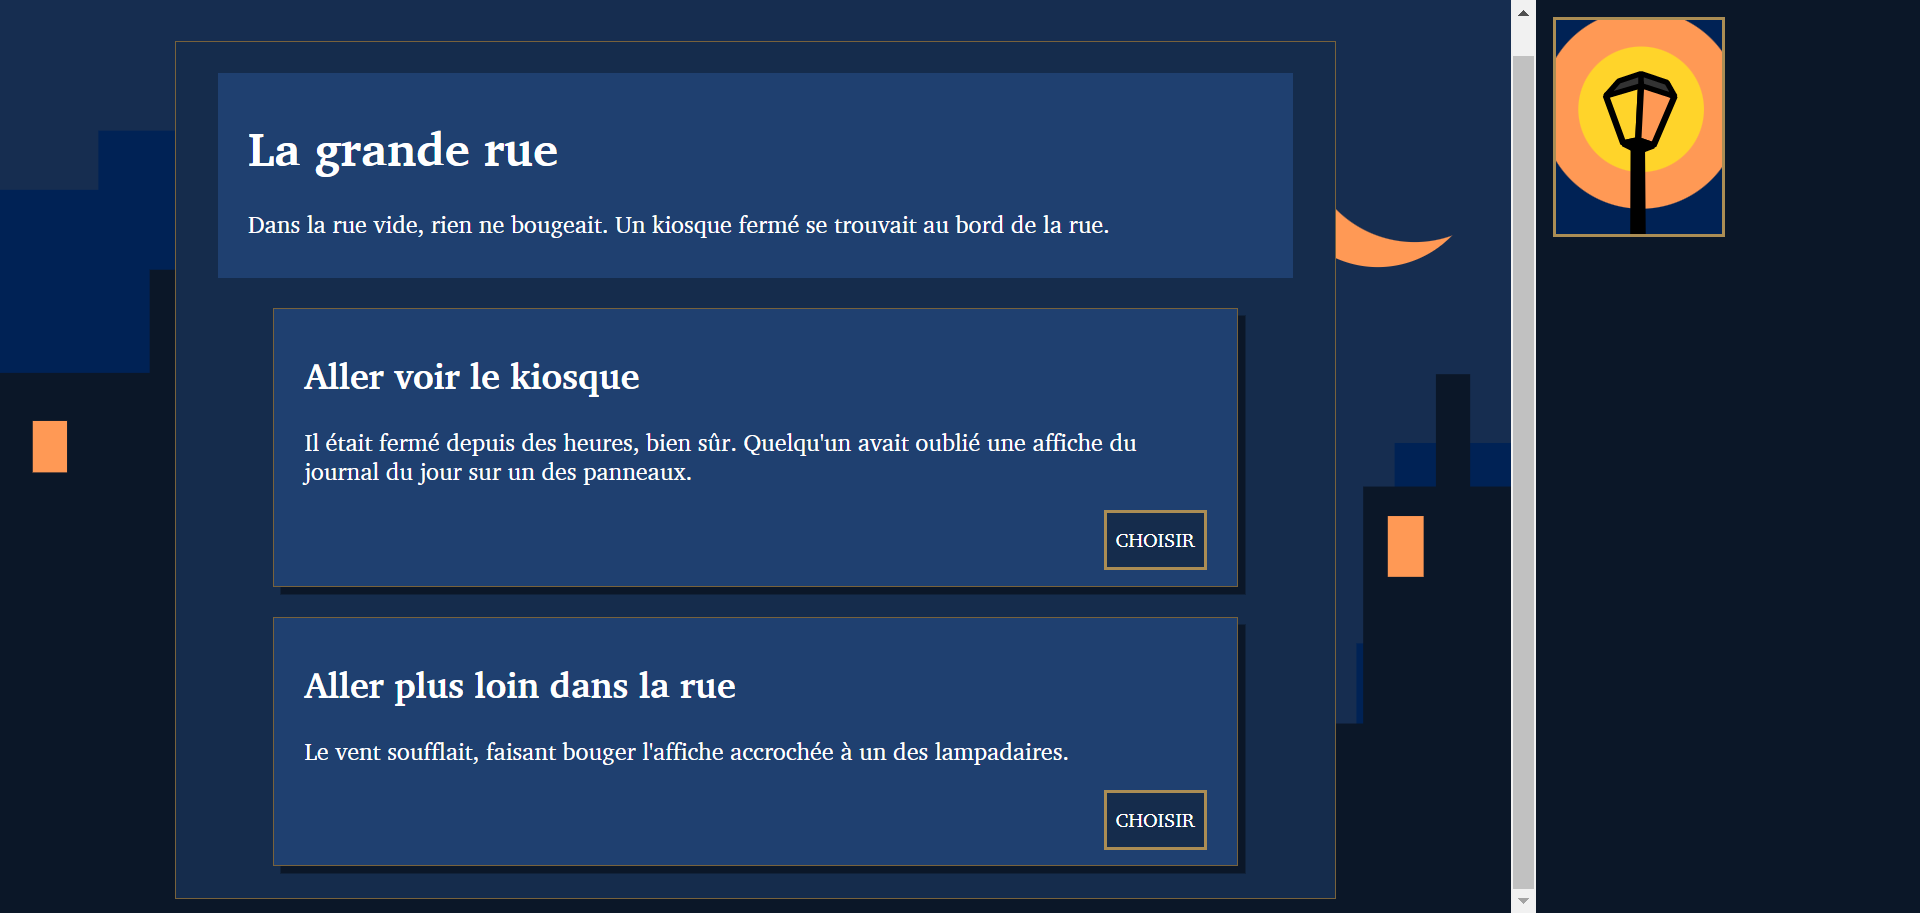 La grande rue
Dans la rue vide, rien ne bougeait. Un kiosque fermé se trouvait au bord de la rue.
Aller voir le kiosque
Il était fermé depuis des heures, bien sûr. Quelqu'un avait oublié une affiche du
journal du jour sur un des panneaux.
CHOISIR
Aller plus loin dans la rue
Le vent soufflait, faisant bouger l'affiche accrochée à un des lampadaires.
CHOISIR